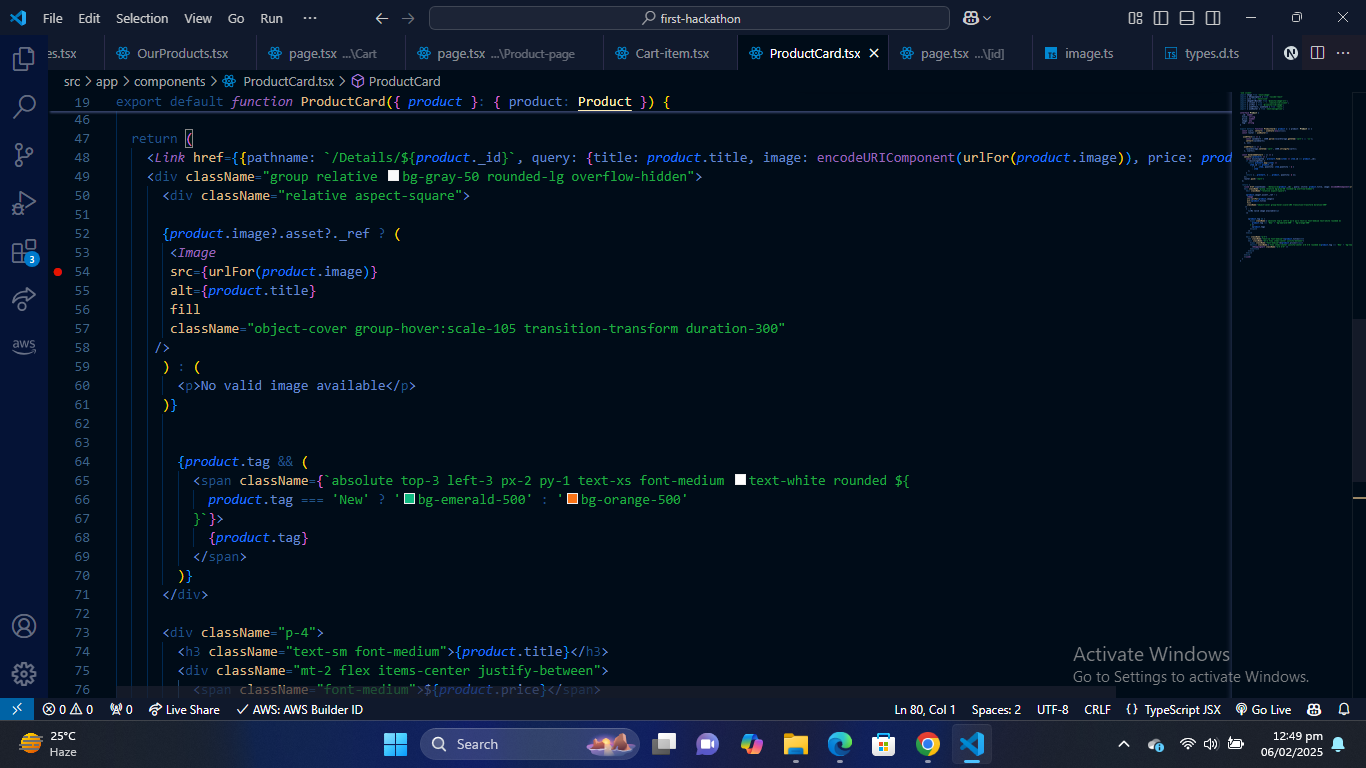 File Edit Selection View Go Run ··· first-hackathon
es.tsx OurProducts.tsx page.tsx ...\Cart page.tsx ...\Product-page Cart-item.tsx ProductCard.tsx page.tsx ...\[id] image.ts types.d.ts
src > app > components > ProductCard.tsx > ProductCard
19 export default function ProductCard({ product }: { product: Product }) {
46
47 return (
48 <Link href={{pathname: `/Details/${product._id}`, query: {title: product.title, image: encodeURIComponent(urlFor(product.image)), price: prod
49 <div className="group relative bg-gray-50 rounded-lg overflow-hidden">
50 <div className="relative aspect-square">
51
52 {product.image?.asset?._ref ? (
53 <Image
54 src={urlFor(product.image)}
55 alt={product.title}
56 fill
57 className="object-cover group-hover:scale-105 transition-transform duration-300"
58 />
59 ) : (
60 <p>No valid image available</p>
61 )}
62
63
64 {product.tag && (
65 <span className={`absolute top-3 left-3 px-2 py-1 text-xs font-medium text-white rounded ${
66 product.tag === 'New' ? 'bg-emerald-500' : 'bg-orange-500'
67 }`}>
68 {product.tag}
69 </span>
70 )}
71 </div>
72
73 <div className="p-4">
74 <h3 className="text-sm font-medium">{product.title}</h3>
75 <div className="mt-2 flex items-center justify-between">
76 <span className="font-medium">${product.price}</span>
3
aws
Activate Windows
Go to Settings to activate Windows.
0 0 0 Live Share AWS: AWS Builder ID Ln 80, Col 1 Spaces: 2 UTF-8 CRLF {} TypeScript JSX Go Live
25°C
Haze
Search
12:49 pm
06/02/2025